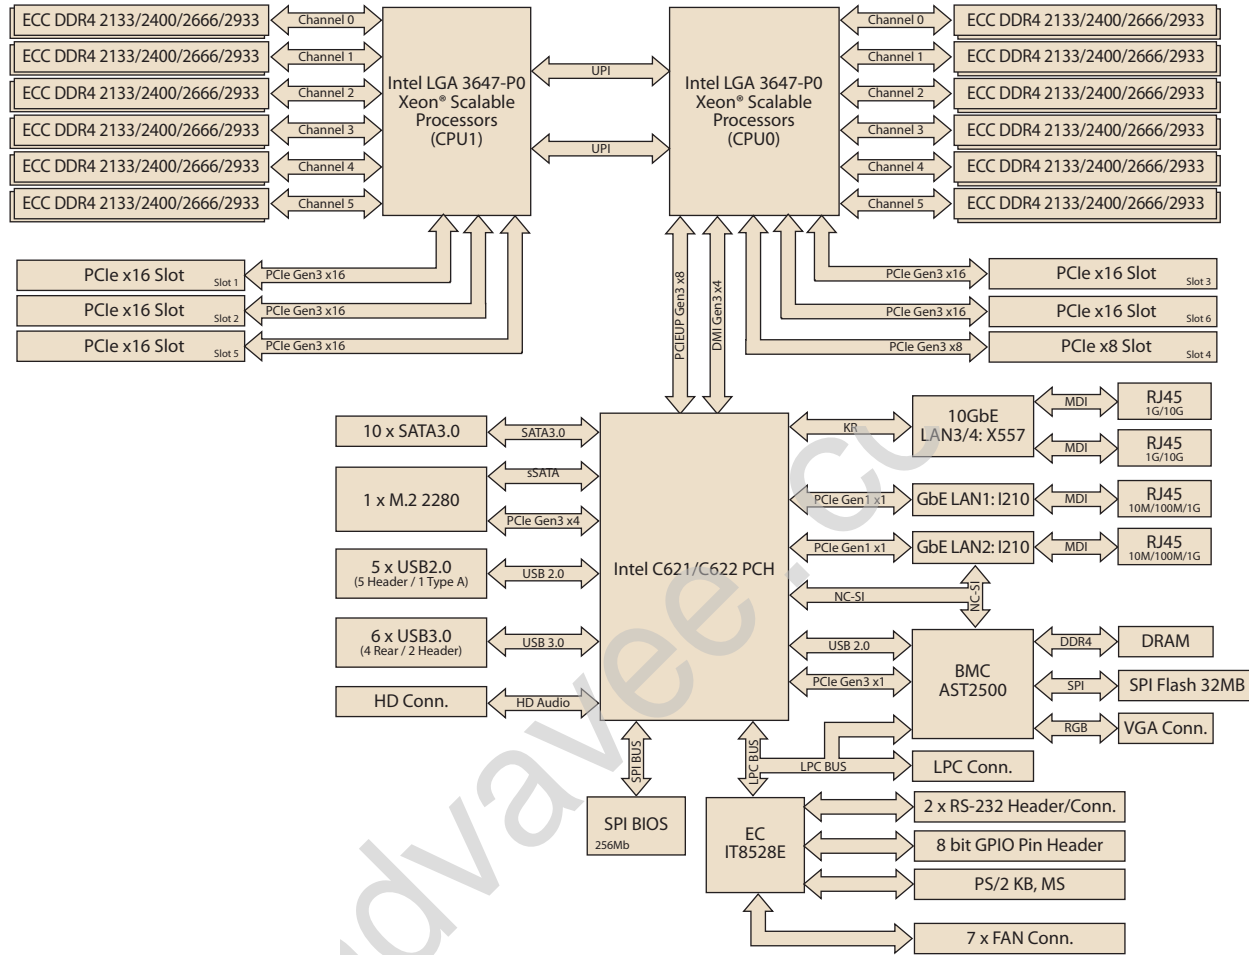 ECC DDR4 2133/2400/2666/2933
Channel 0
ECC DDR4 2133/2400/2666/2933
Channel 1
ECC DDR4 2133/2400/2666/2933
Channel 2
ECC DDR4 2133/2400/2666/2933
Channel 3
ECC DDR4 2133/2400/2666/2933
Channel 4
ECC DDR4 2133/2400/2666/2933
Channel 5
Intel LGA 3647-P0
Xeon® Scalable
Processors
(CPU1)
UPI
UPI
Intel LGA 3647-P0
Xeon® Scalable
Processors
(CPU0)
Channel 0
ECC DDR4 2133/2400/2666/2933
Channel 1
ECC DDR4 2133/2400/2666/2933
Channel 2
ECC DDR4 2133/2400/2666/2933
Channel 3
ECC DDR4 2133/2400/2666/2933
Channel 4
ECC DDR4 2133/2400/2666/2933
Channel 5
ECC DDR4 2133/2400/2666/2933
PCIe x16 Slot
Slot 1
PCIe Gen3 x16
PCIe x16 Slot
Slot 2
PCIe Gen3 x16
PCIe x16 Slot
Slot 5
PCIe Gen3 x16
PCIEUP Gen3 x8
DMI Gen3 x4
PCIe Gen3 x16
PCIe x16 Slot
Slot 3
PCIe Gen3 x16
PCIe x16 Slot
Slot 6
PCIe Gen3 x8
PCIe x8 Slot
Slot 4
10 x SATA3.0
SATA3.0
1 x M.2 2280
sSATA
PCIe Gen3 x4
5 x USB2.0
(5 Header / 1 Type A)
USB 2.0
6 x USB3.0
(4 Rear / 2 Header)
USB 3.0
HD Conn.
HD Audio
Intel C621/C622 PCH
KR
10GbE
LAN3/4: X557
MDI
RJ45
1G/10G
MDI
RJ45
1G/10G
PCIe Gen1 x1
GbE LAN1: I210
MDI
RJ45
10M/100M/1G
PCIe Gen1 x1
GbE LAN2: I210
MDI
RJ45
10M/100M/1G
NC-SI
NC-SI
USB 2.0
PCIe Gen3 x1
BMC
AST2500
DDR4
DRAM
SPI
SPI Flash 32MB
RGB
VGA Conn.
SPI BUS
LPC BUS
LPC BUS
LPC Conn.
SPI BIOS
256Mb
EC
IT8528E
2 x RS-232 Header/Conn.
8 bit GPIO Pin Header
PS/2 KB, MS
7 x FAN Conn.